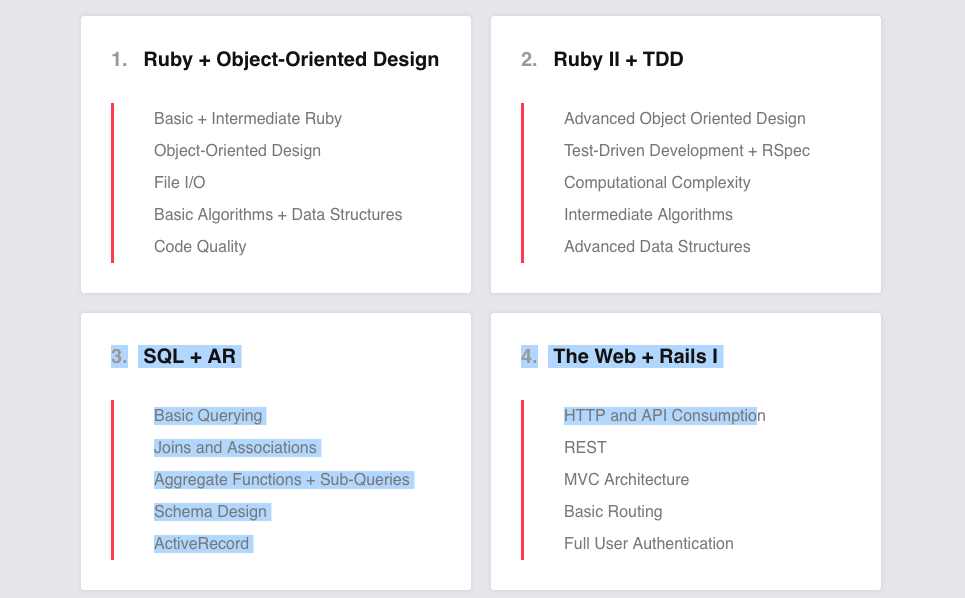 1. Ruby + Object-Oriented Design
Basic + Intermediate Ruby
Object-Oriented Design
File I/O
Basic Algorithms + Data Structures
Code Quality
2. Ruby II + TDD
Advanced Object Oriented Design
Test-Driven Development + RSpec
Computational Complexity
Intermediate Algorithms
Advanced Data Structures
3. SQL + AR
Basic Querying
Joins and Associations
Aggregate Functions + Sub-Queries
Schema Design
ActiveRecord
4. The Web + Rails I
HTTP and API Consumption
REST
MVC Architecture
Basic Routing
Full User Authentication